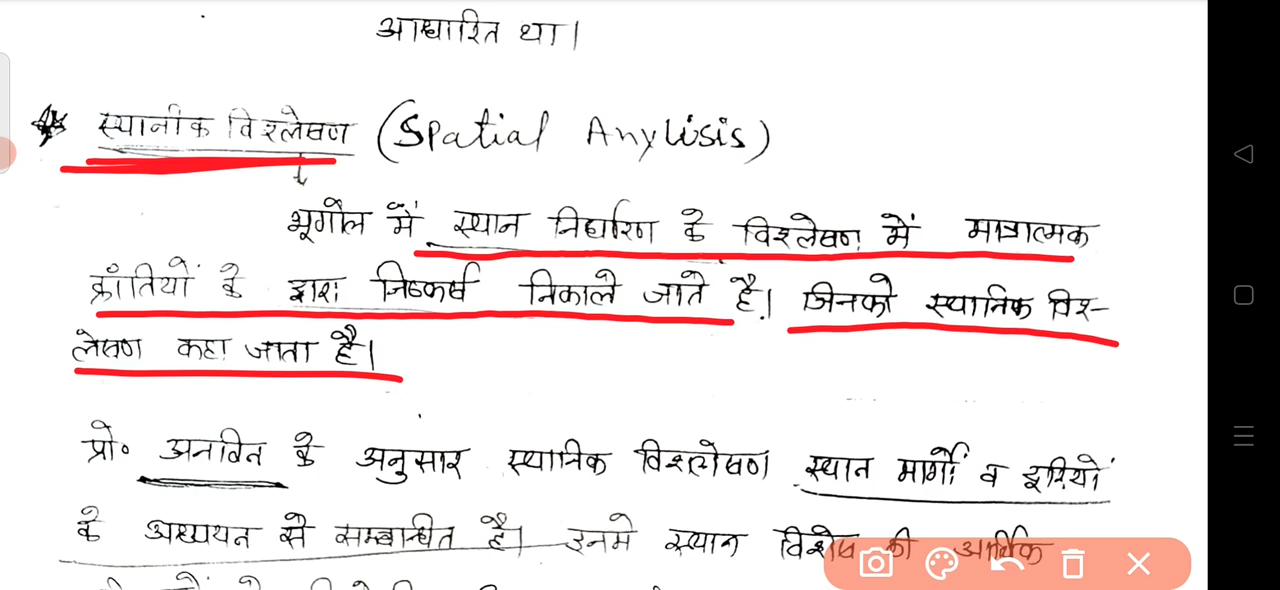 आधारित था।
स्थानीक विश्लेषण (Spatial Anylisis)
भूगोल में स्थान निर्धारण के विश्लेषण में मात्रात्मक
क्रांतियों के द्वारा निष्कर्ष निकाले जाते है। जिनको स्थानिक विश-
लेषण कहा जाता है।
प्रो॰ अनविन के अनुसार स्थानिक विश्लेषण स्थान मार्गों व दूरियों
के अध्ययन से सम्बन्धित है। इनमे स्थान विशेष की आर्थिक